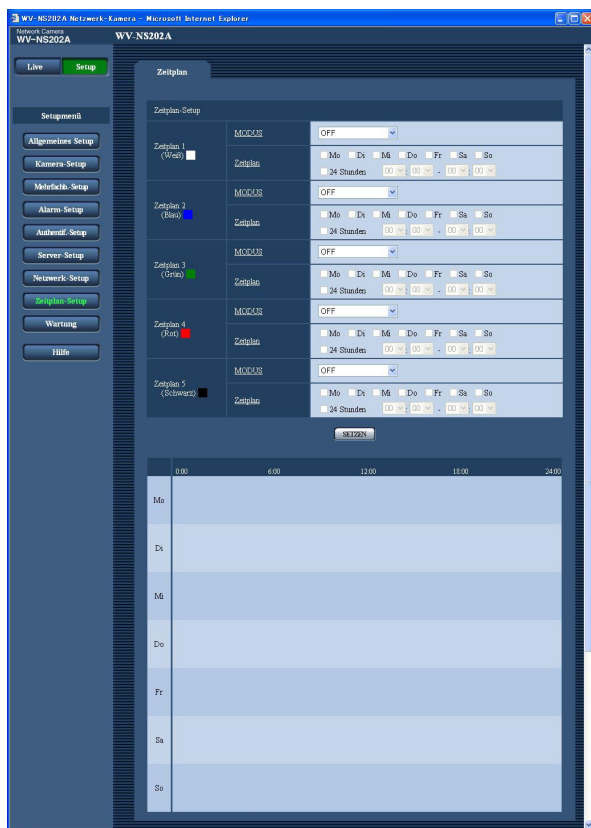 WV-NS202A Netzwerk-Kamera - Microsoft Internet Explorer
Network Camera
WV-NS202A
WV-NS202A
Live Setup
Zeitplan
Setupmenü
Allgemeines Setup
Kamera-Setup
Mehrfachb.-Setup
Alarm-Setup
Authentif.-Setup
Server-Setup
Netzwerk-Setup
Zeitplan-Setup
Wartung
Hilfe
Zeitplan-Setup
Zeitplan 1
(Weiß)
MODUS OFF
Zeitplan Mo Di Mi Do Fr Sa So
24 Stunden 00 : 00 - 00 : 00
Zeitplan 2
(Blau)
MODUS OFF
Zeitplan Mo Di Mi Do Fr Sa So
24 Stunden 00 : 00 - 00 : 00
Zeitplan 3
(Grün)
MODUS OFF
Zeitplan Mo Di Mi Do Fr Sa So
24 Stunden 00 : 00 - 00 : 00
Zeitplan 4
(Rot)
MODUS OFF
Zeitplan Mo Di Mi Do Fr Sa So
24 Stunden 00 : 00 - 00 : 00
Zeitplan 5
(Schwarz)
MODUS OFF
Zeitplan Mo Di Mi Do Fr Sa So
24 Stunden 00 : 00 - 00 : 00
SETZEN
0:00 6:00 12:00 18:00 24:00
Mo
Di
Mi
Do
Fr
Sa
So